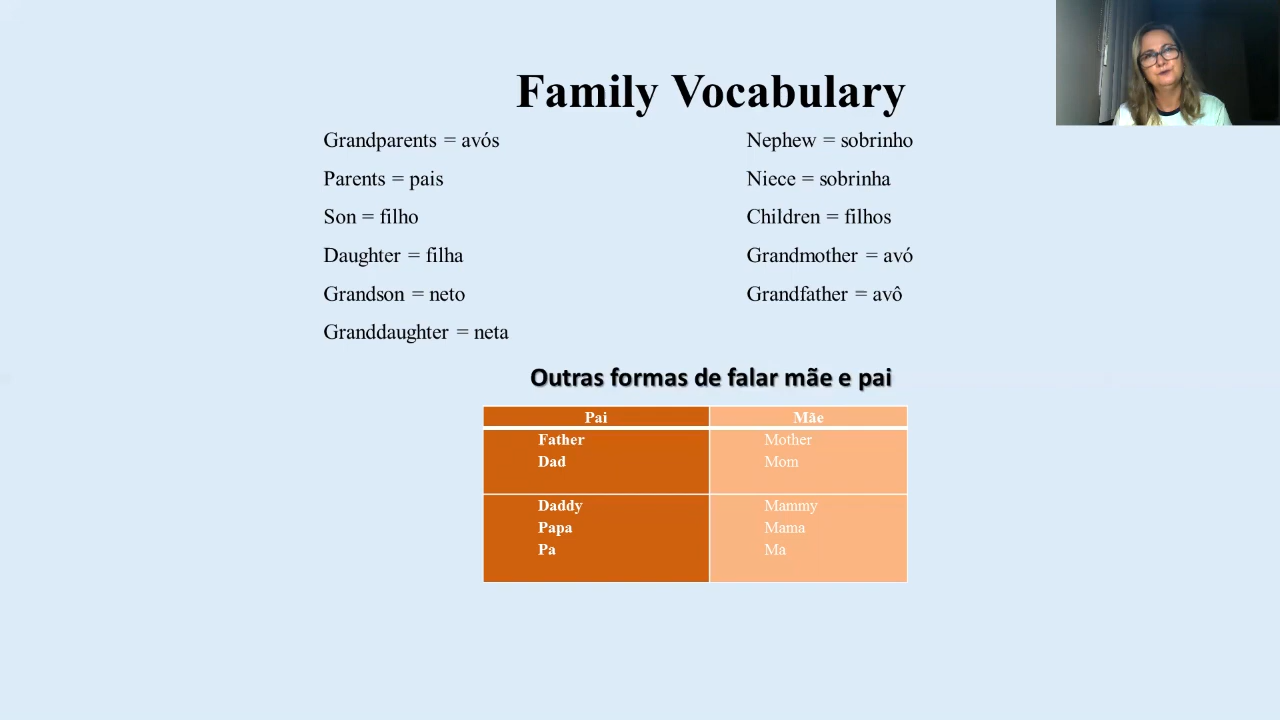 Family Vocabulary
Grandparents = avós
Parents = pais
Son = filho
Daughter = filha
Grandson = neto
Granddaughter = neta
Nephew = sobrinho
Niece = sobrinha
Children = filhos
Grandmother = avó
Grandfather = avô
Outras formas de falar mãe e pai
Pai Mãe
Father Mother
Dad Mom
Daddy Mammy
Papa Mama
Pa Ma